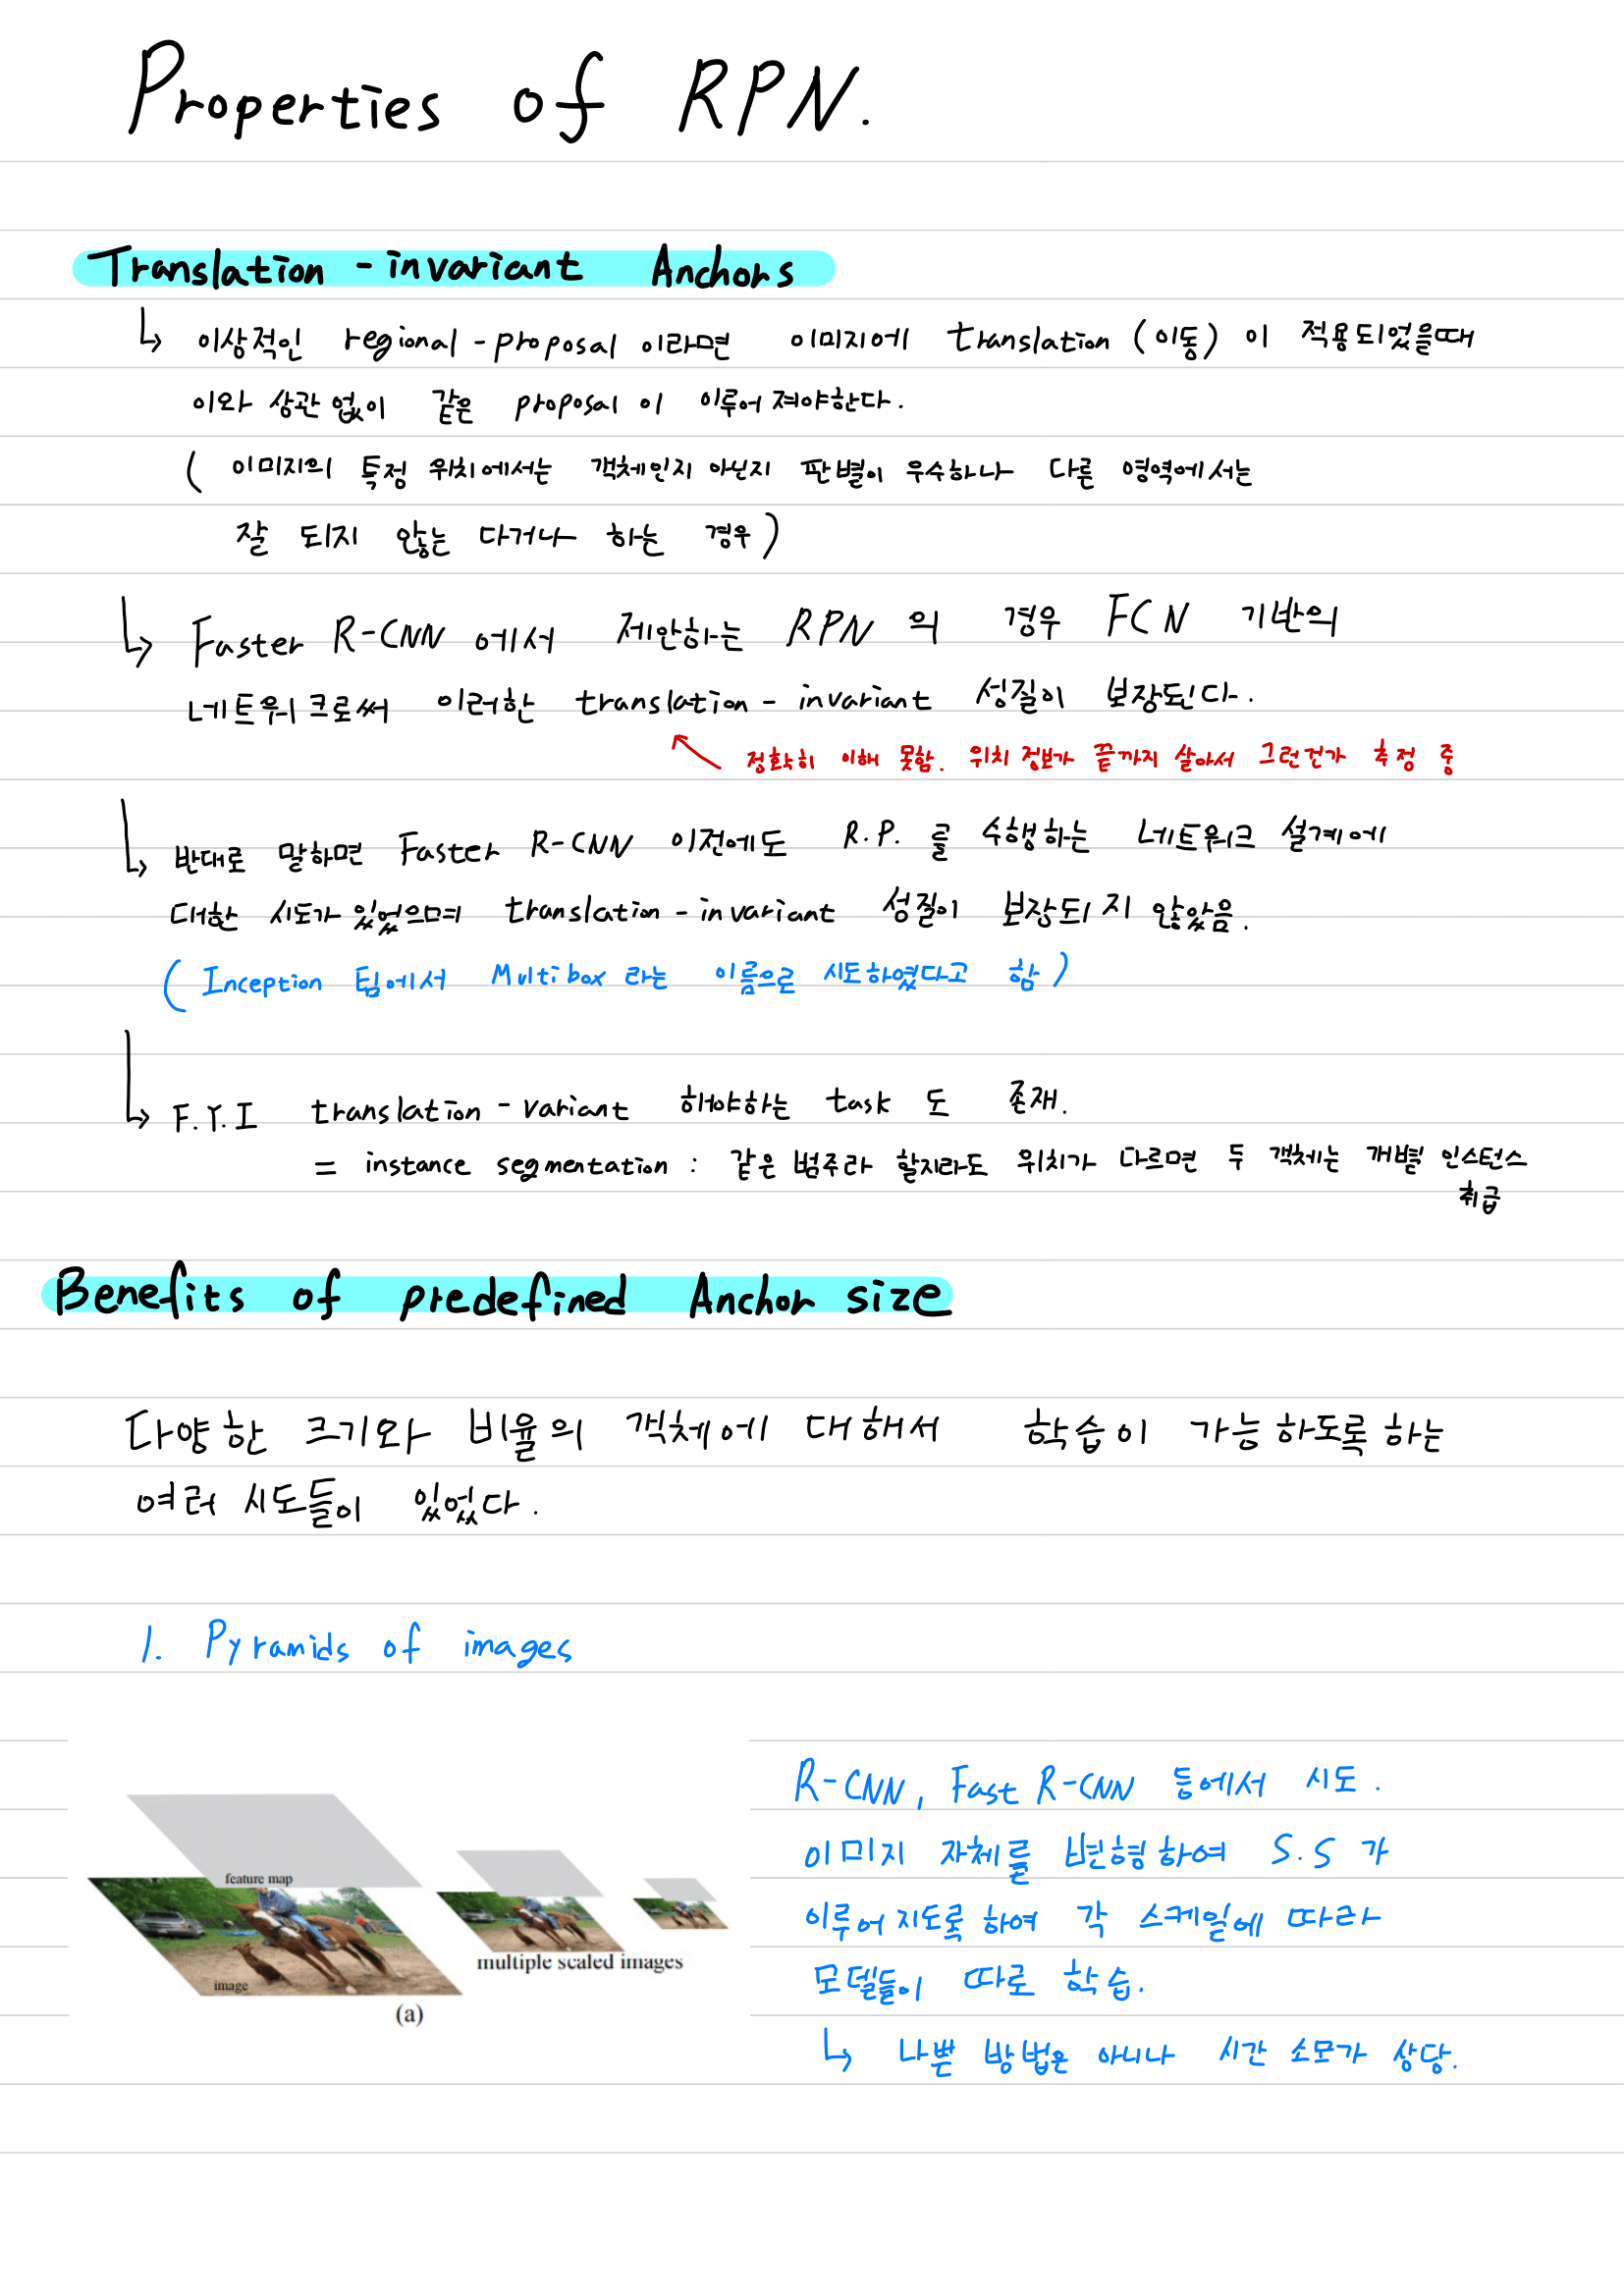 Properties of RPN.
Translation-invariant Anchors
↳ 이상적인 regional-proposal 이라면 이미지에 translation (이동) 이 적용되었을때
이와 상관 없이 같은 proposal 이 이루어져야한다.
( 이미지의 특정 위치에서는 객체인지 아닌지 판별이 우수하나 다른 영역에서는
잘 되지 않는 다거나 하는 경우 )
↳ Faster R-CNN 에서 제안하는 RPN 의 경우 FCN 기반의
네트워크로써 이러한 translation-invariant 성질이 보장된다.
정확히 이해 못함. 위치 정보가 끝까지 살아서 그런건가 추정 중
↳ 반대로 말하면 Faster R-CNN 이전에도 R.P. 를 수행하는 네트워크 설계에
대한 시도가 있었으며 translation-invariant 성질이 보장되지 않았음.
( Inception 팀에서 Multibox 라는 이름으로 시도하였다고 함 )
↳ F.Y.I translation-variant 해야하는 task 도 존재.
= instance segmentation : 같은 범주라 할지라도 위치가 다르면 두 객체는 개별 인스턴스
취급
Benefits of predefined Anchor size
다양한 크기와 비율의 객체에 대해서 학습이 가능하도록 하는
여러 시도들이 있었다.
1. Pyramids of images
feature map
image
multiple scaled images
(a)
R-CNN, Fast R-CNN 등에서 시도.
이미지 자체를 변형하여 S.S 가
이루어지도록 하여 각 스케일에 따라
모델들이 따로 학습.
↳ 나쁜 방법은 아니나 시간 소모가 상당.